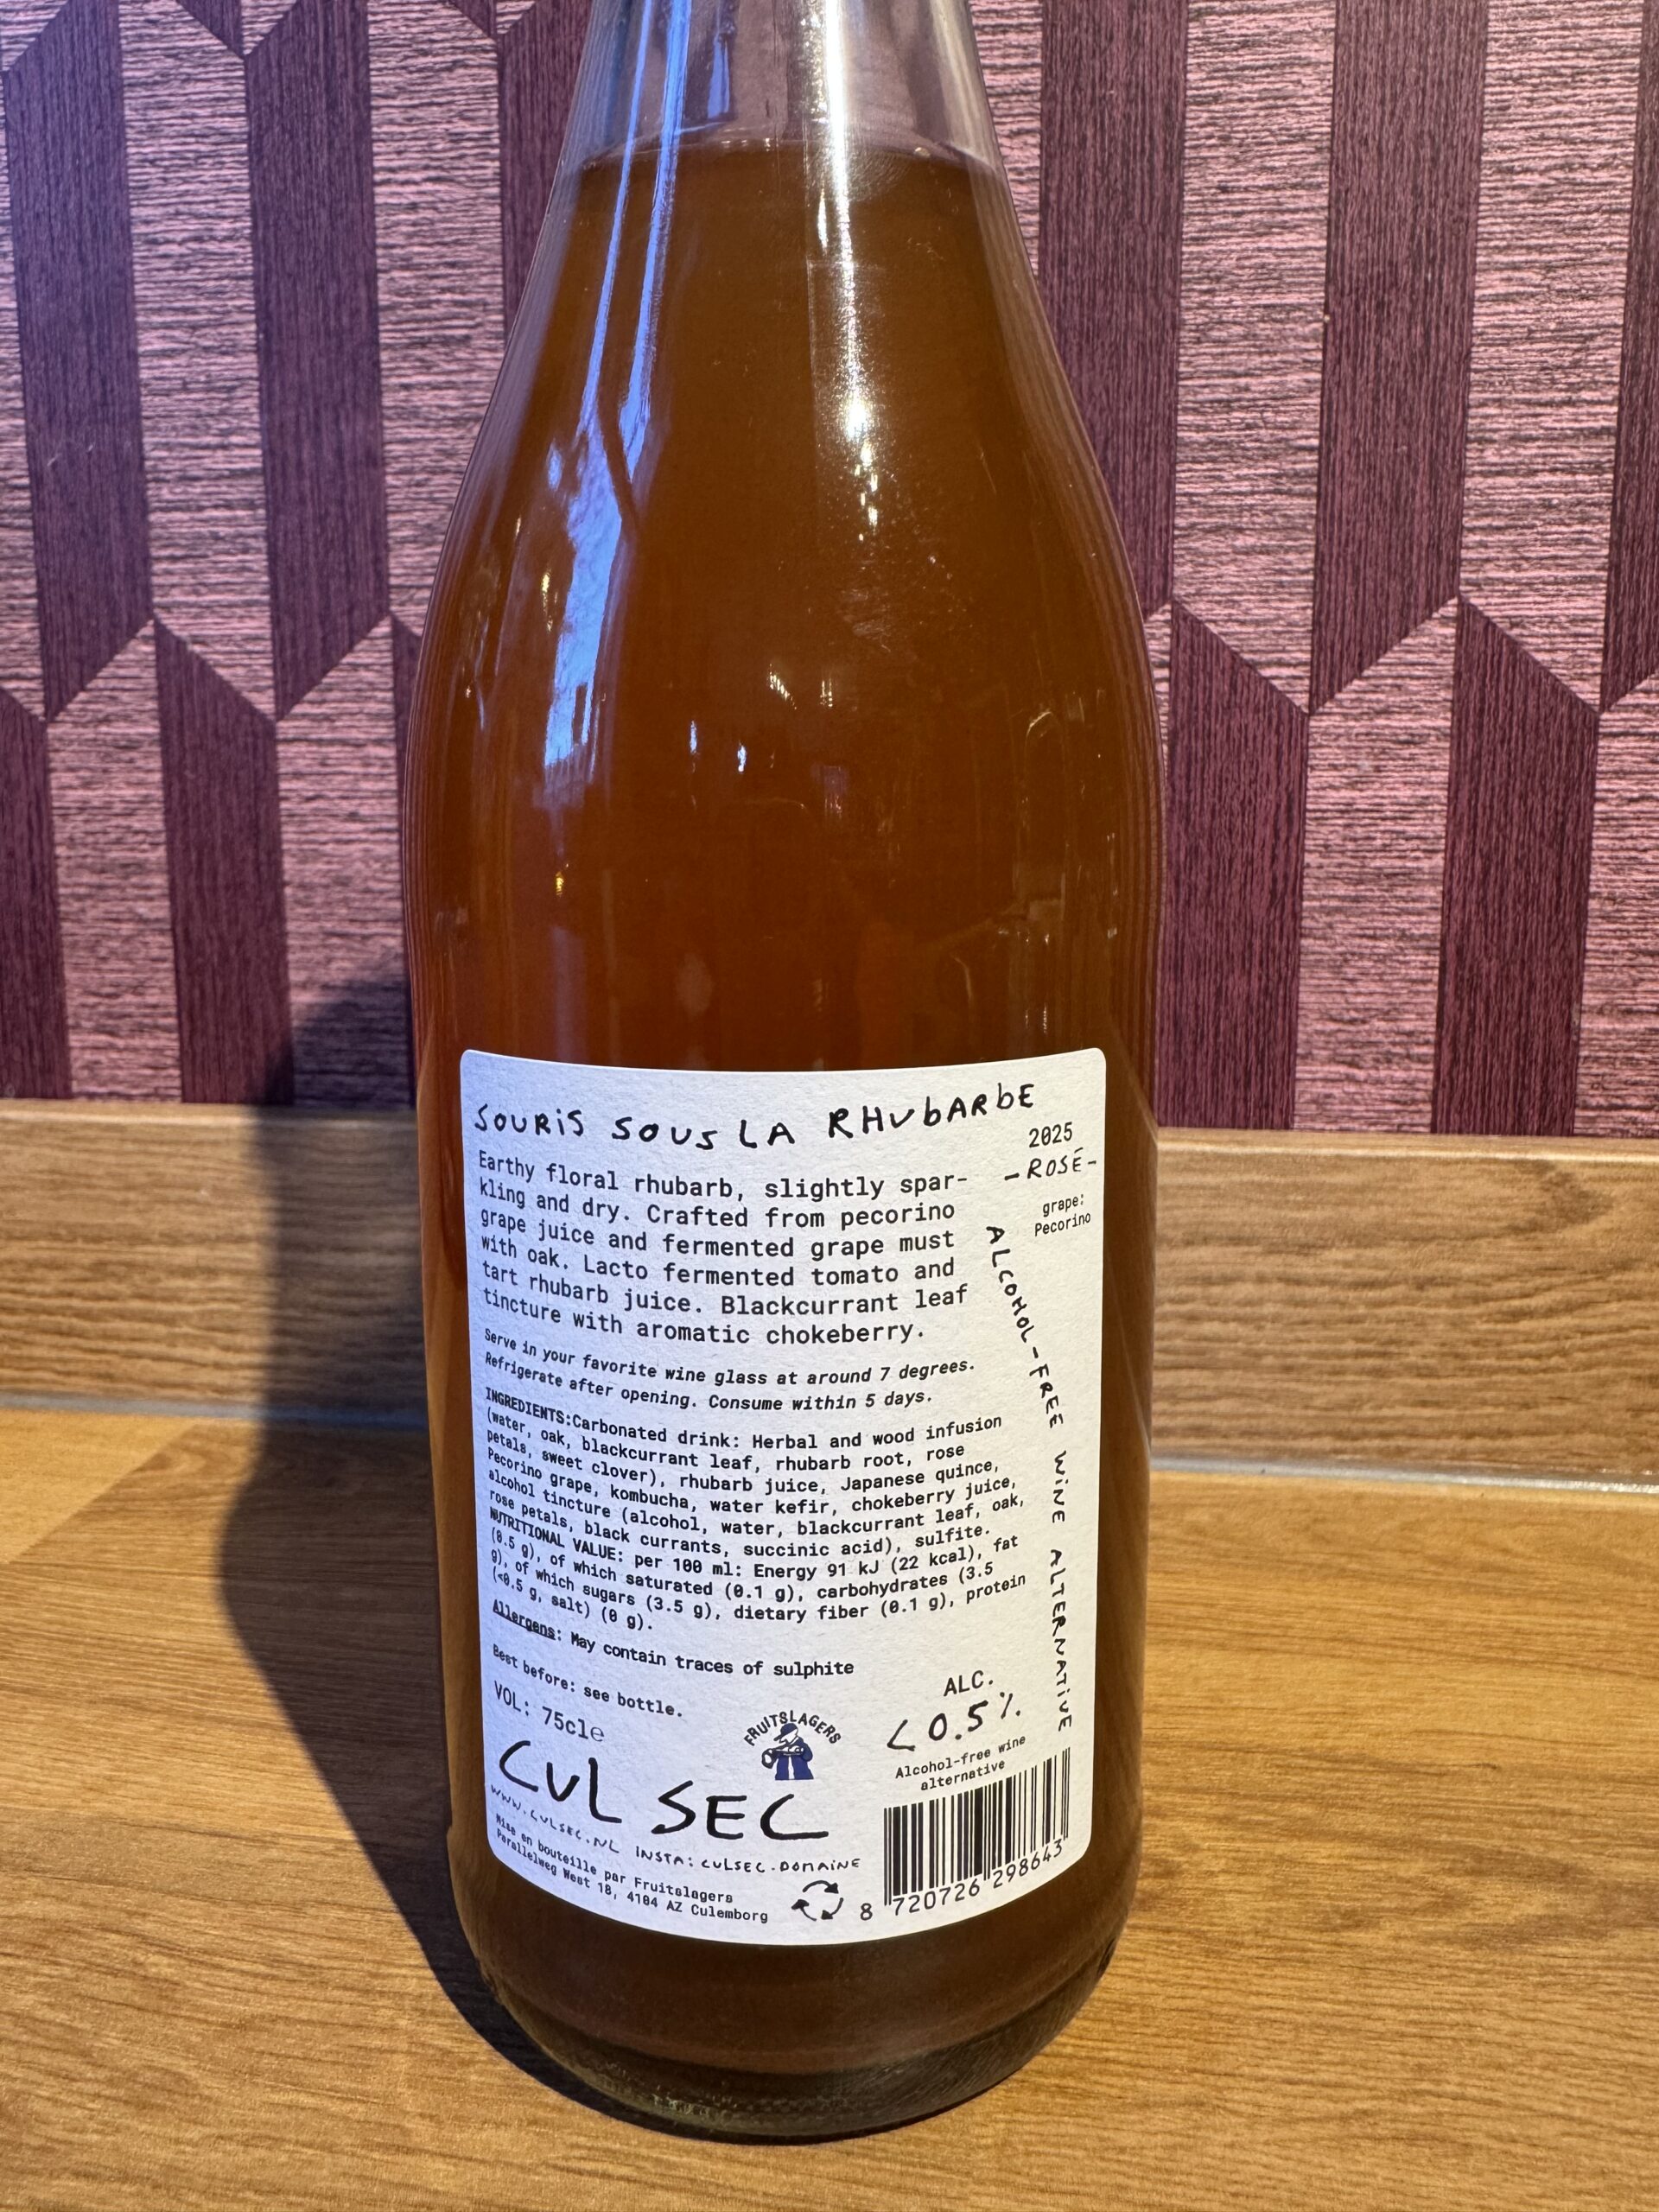 SOURIS SOUS LA RHUBARBE
2025
-ROSÉ-
grape:
Pecorino
Earthy floral rhubarb, slightly spar-
kling and dry. Crafted from pecorino
grape juice and fermented grape must
with oak. Lacto fermented tomato and
tart rhubarb juice. Blackcurrant leaf
tincture with aromatic chokeberry.
ALCOHOL-FREE WINE ALTERNATIVE
Serve in your favorite wine glass at around 7 degrees.
Refrigerate after opening. Consume within 5 days.
INGREDIENTS:Carbonated drink: Herbal and wood infusion
(water, oak, blackcurrant leaf, rhubarb root, rose
petals, sweet clover), rhubarb juice, Japanese quince,
Pecorino grape, kombucha, water kefir, chokeberry juice,
alcohol tincture (alcohol, water, blackcurrant leaf, oak,
rose petals, black currants, succinic acid), sulfite.
NUTRITIONAL VALUE: per 100 ml: Energy 91 kJ (22 kcal), fat
(0.5 g), of which saturated (0.1 g), carbohydrates (3.5
g), of which sugars (3.5 g), dietary fiber (0.1 g), protein
(<0.5 g, salt) (0 g).
Allergens: May contain traces of sulphite
Best before: see bottle.
VOL: 75cl℮
FRUITSLAGERS
ALC.
<0.5%
Alcohol-free wine
alternative
CUL SEC
WWW.CULSEC.NL INSTA: CULSEC.DOMAINE
Mise en bouteille par Fruitslagers
Parallelweg West 18, 4104 AZ Culemborg
8 720726 298643